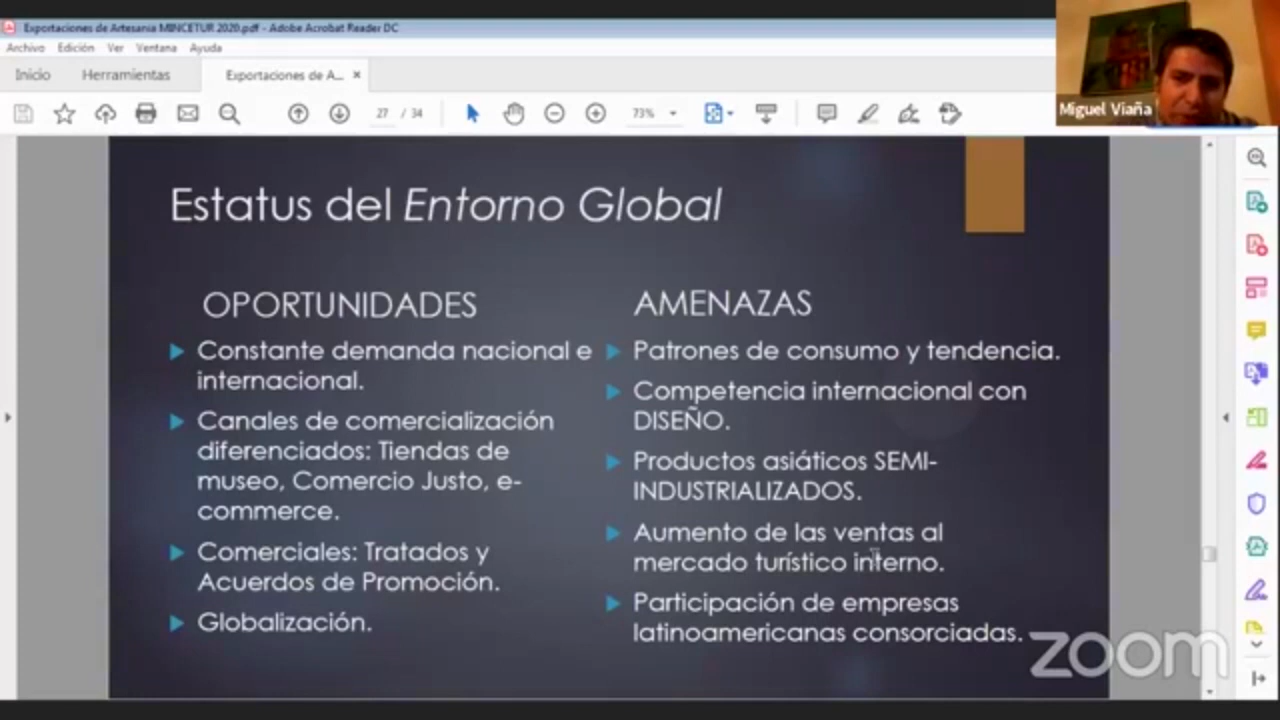 Exportaciones de Artesania MINCETUR 2020.pdf - Adobe Acrobat Reader DC
Archivo Edición Ver Ventana Ayuda
Inicio Herramientas Exportaciones de A... ×
27 / 34 73%
Miguel Viaña
Estatus del Entorno Global
OPORTUNIDADES
Constante demanda nacional e
internacional.
Canales de comercialización
diferenciados: Tiendas de
museo, Comercio Justo, e-
commerce.
Comerciales: Tratados y
Acuerdos de Promoción.
Globalización.
AMENAZAS
Patrones de consumo y tendencia.
Competencia internacional con
DISEÑO.
Productos asiáticos SEMI-
INDUSTRIALIZADOS.
Aumento de las ventas al
mercado turístico interno.
Participación de empresas
latinoamericanas consorciadas.
zoom